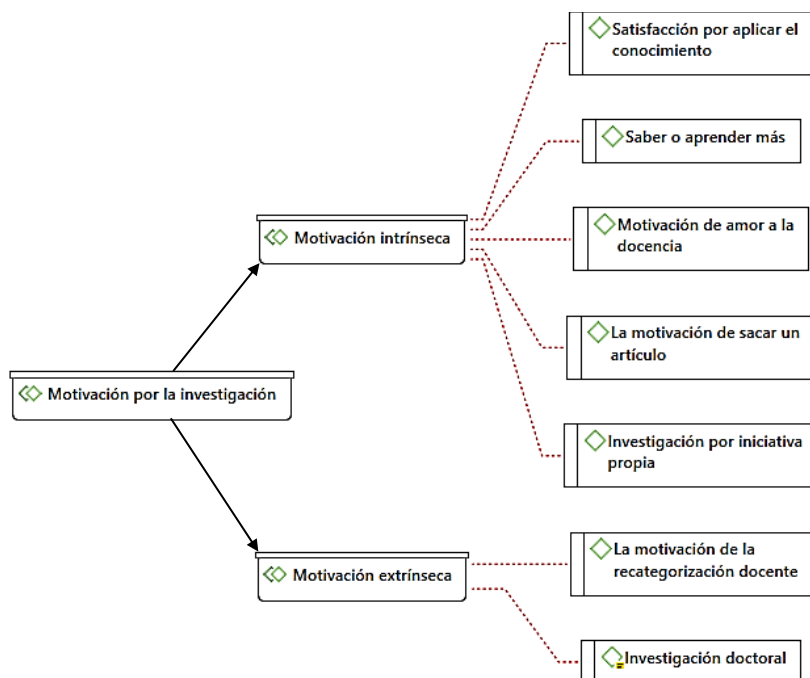 Satisfacción por aplicar el
conocimiento
Saber o aprender más
Motivación intrínseca
Motivación de amor a la
docencia
La motivación de sacar un
artículo
Motivación por la investigación
Investigación por iniciativa
propia
Motivación extrínseca
La motivación de la
recategorización docente
Investigación doctoral